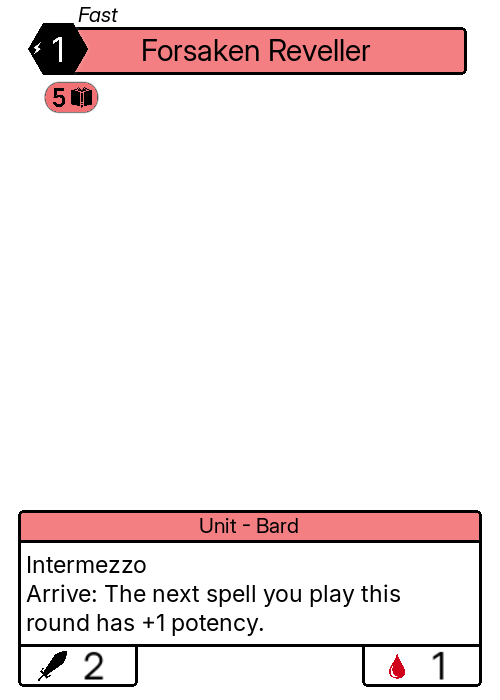 Fast
1 Forsaken Reveller
5
Unit - Bard
Intermezzo
Arrive: The next spell you play this
round has +1 potency.
2 1